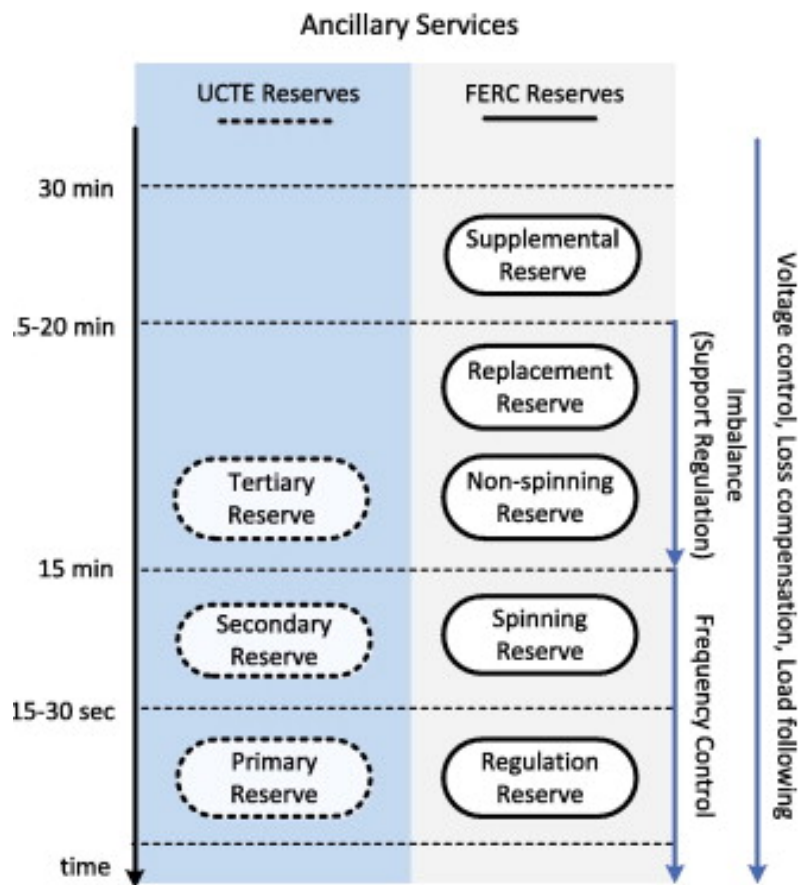 Ancillary Services
UCTE Reserves
FERC Reserves
30 min
Supplemental
Reserve
.5-20 min
Replacement
Reserve
Tertiary
Reserve
Non-spinning
Reserve
15 min
Secondary
Reserve
Spinning
Reserve
15-30 sec
Primary
Reserve
Regulation
Reserve
time
Imbalance
(Support Regulation)
Frequency Control
Voltage control, Loss compensation, Load following